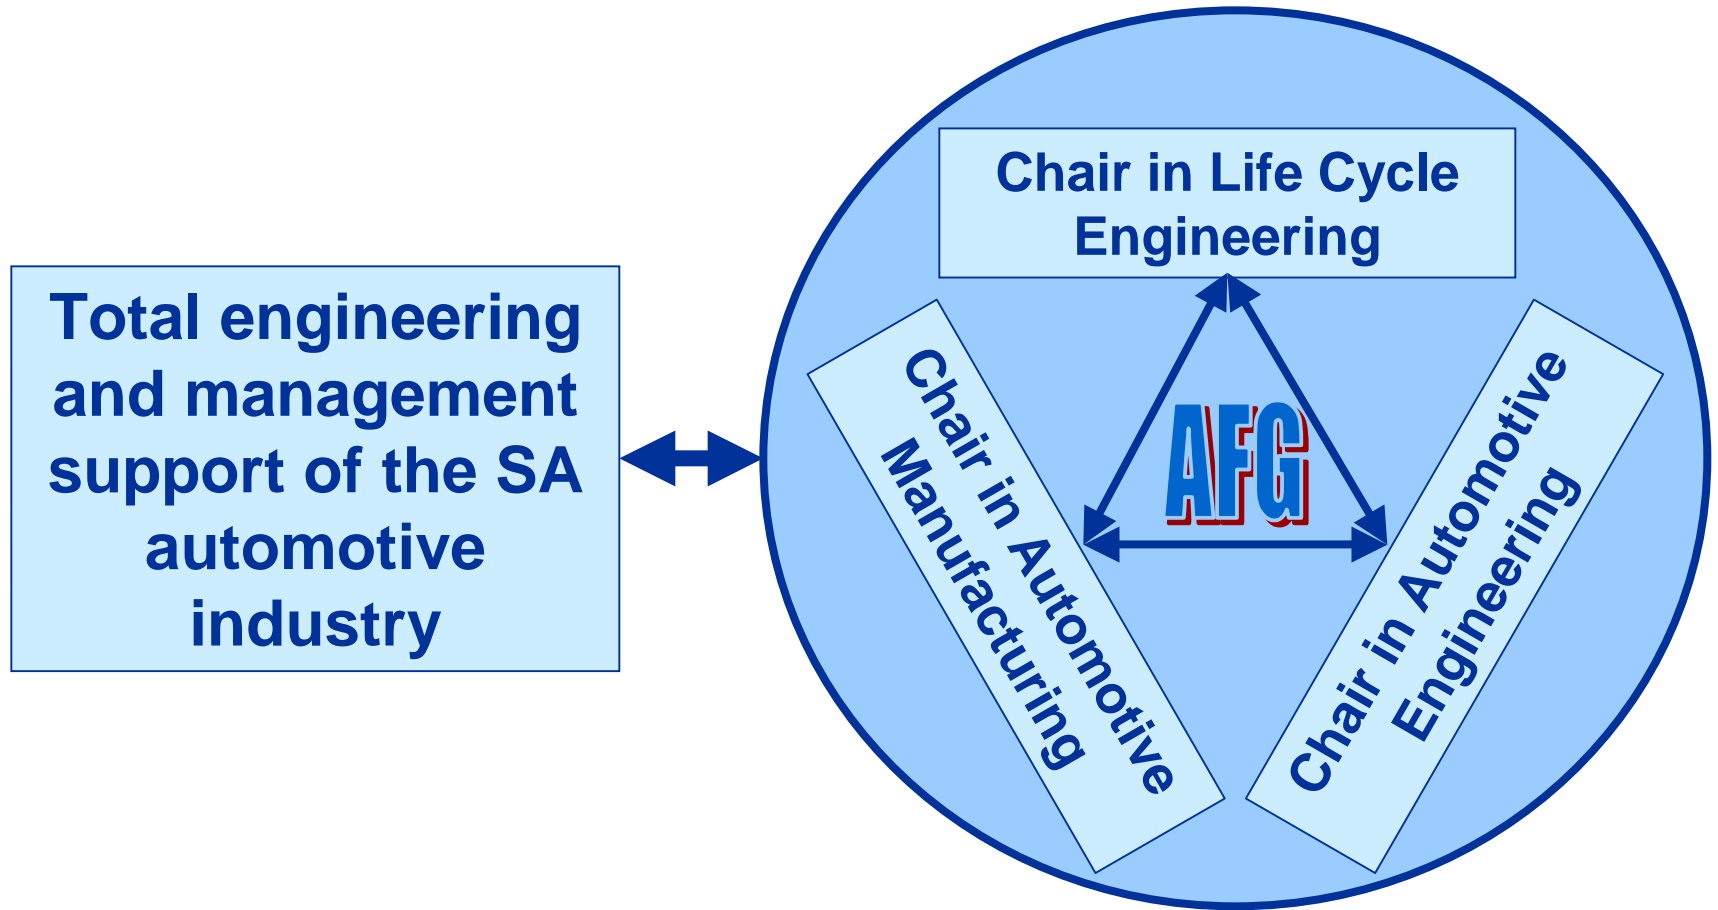 Total engineering
and management
support of the SA
automotive
industry
Chair in Life Cycle
Engineering
Chair in Automotive
Manufacturing
AFG
Chair in Automotive
Engineering